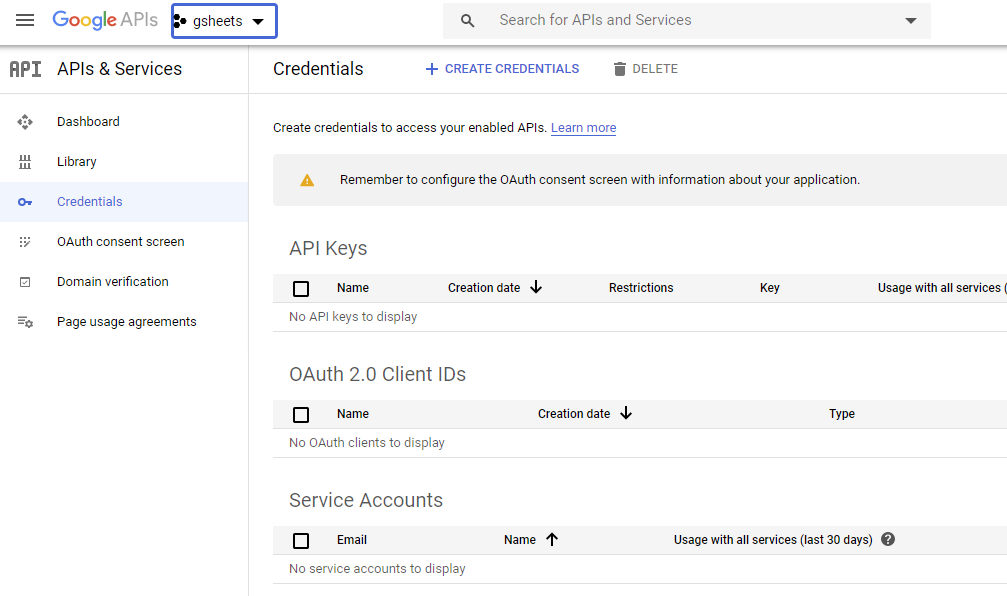 Google APIs gsheets Search for APIs and Services
API APIs & Services
Credentials + CREATE CREDENTIALS DELETE
Dashboard
Library
Credentials
OAuth consent screen
Domain verification
Page usage agreements
Create credentials to access your enabled APIs. Learn more
Remember to configure the OAuth consent screen with information about your application.
API Keys
Name Creation date Restrictions Key Usage with all services (
No API keys to display
OAuth 2.0 Client IDs
Name Creation date Type
No OAuth clients to display
Service Accounts
Email Name Usage with all services (last 30 days) ?
No service accounts to display